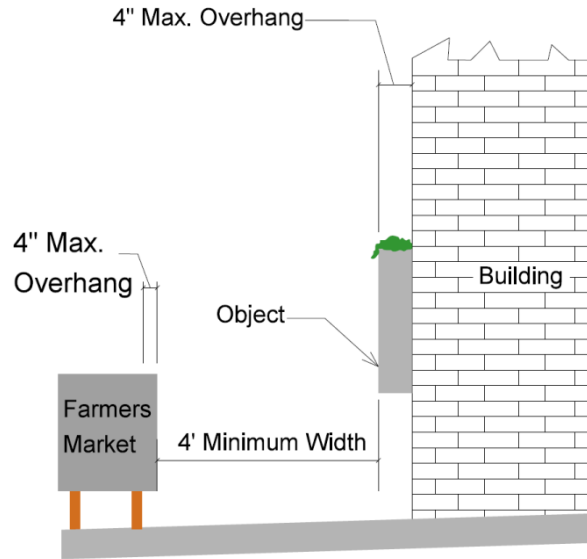 4" Max. Overhang
4" Max.
Overhang
Building
Object
Farmers
Market
4' Minimum Width